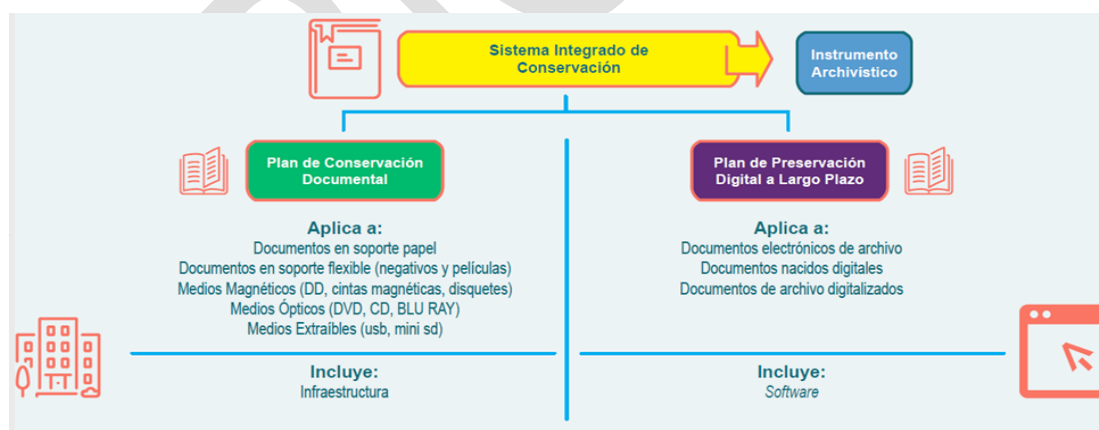 Sistema Integrado de
Conservación
Instrumento
Archivístico
Plan de Conservación
Documental
Aplica a:
Documentos en soporte papel
Documentos en soporte flexible (negativos y películas)
Medios Magnéticos (DD, cintas magnéticas, disquetes)
Medios Ópticos (DVD, CD, BLU RAY)
Medios Extraíbles (usb, mini sd)
Incluye:
Infraestructura
Plan de Preservación
Digital a Largo Plazo
Aplica a:
Documentos electrónicos de archivo
Documentos nacidos digitales
Documentos de archivo digitalizados
Incluye:
Software